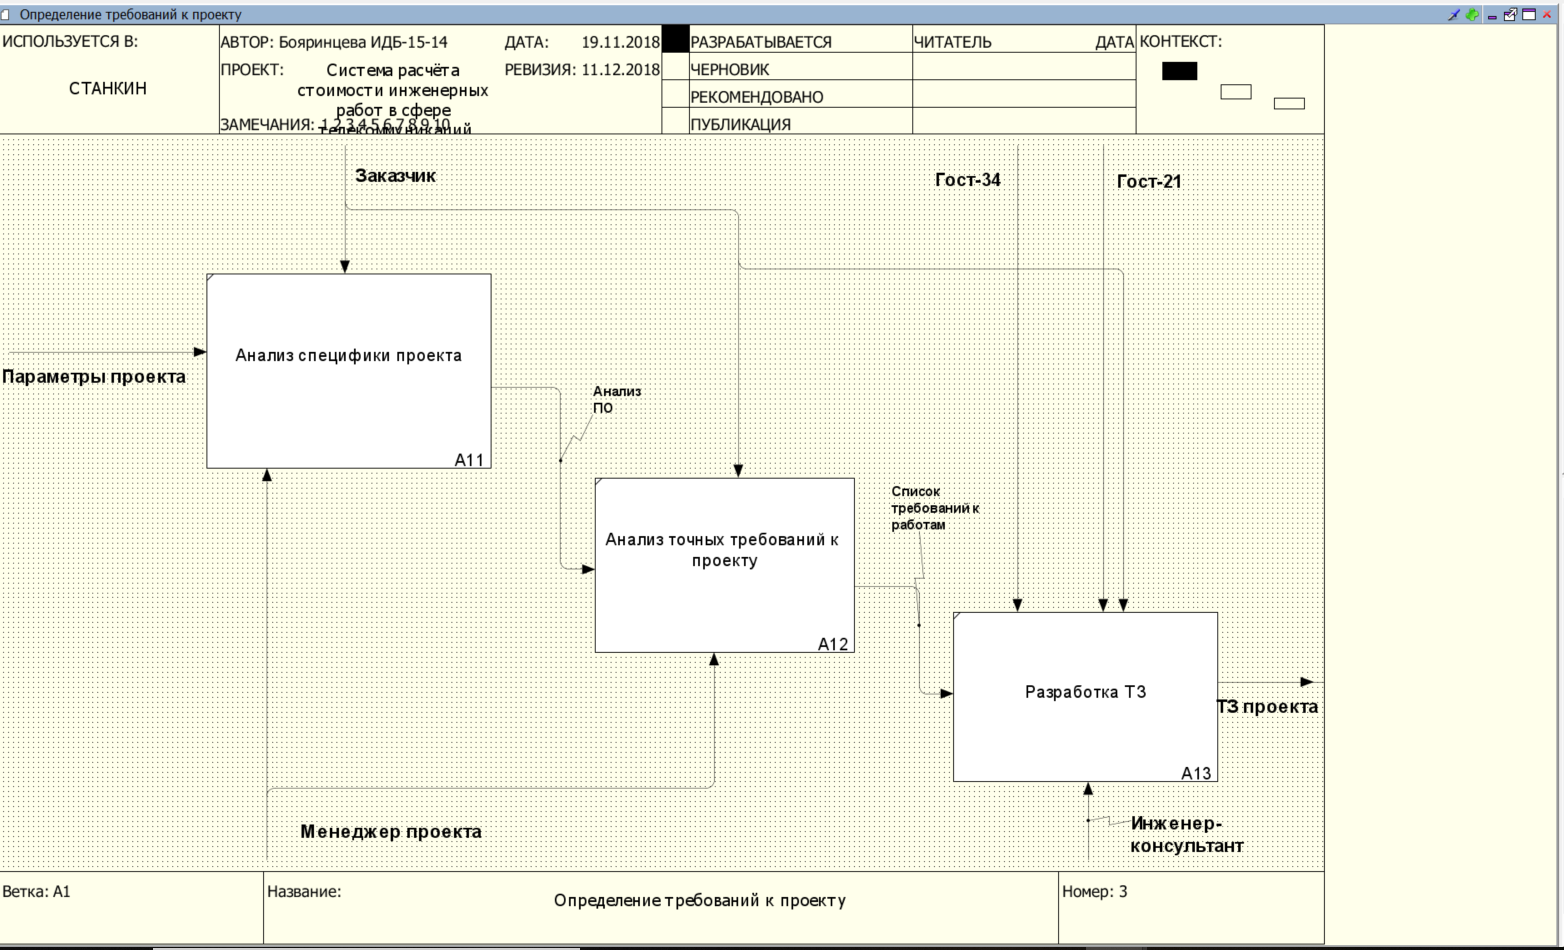 Определение требований к проекту
ИСПОЛЬЗУЕТСЯ В:
СТАНКИН
АВТОР: Бояринцева ИДБ-15-14
ДАТА: 19.11.2018
ПРОЕКТ:
Система расчёта
стоимости инженерных
работ в сфере
телекоммуникаций
РЕВИЗИЯ: 11.12.2018
ЗАМЕЧАНИЯ: 1 2 3 4 5 6 7 8 9 10
РАЗРАБАТЫВАЕТСЯ
ЧЕРНОВИК
РЕКОМЕНДОВАНО
ПУБЛИКАЦИЯ
ЧИТАТЕЛЬ
ДАТА
КОНТЕКСТ:
Заказчик
Гост-34
Гост-21
Анализ специфики проекта
A11
Параметры проекта
Анализ
ПО
Список
требований к
работам
Анализ точных требований к
проекту
A12
Разработка ТЗ
A13
ТЗ проекта
Менеджер проекта
Инженер-
консультант
Ветка: A1
Название:
Определение требований к проекту
Номер: 3